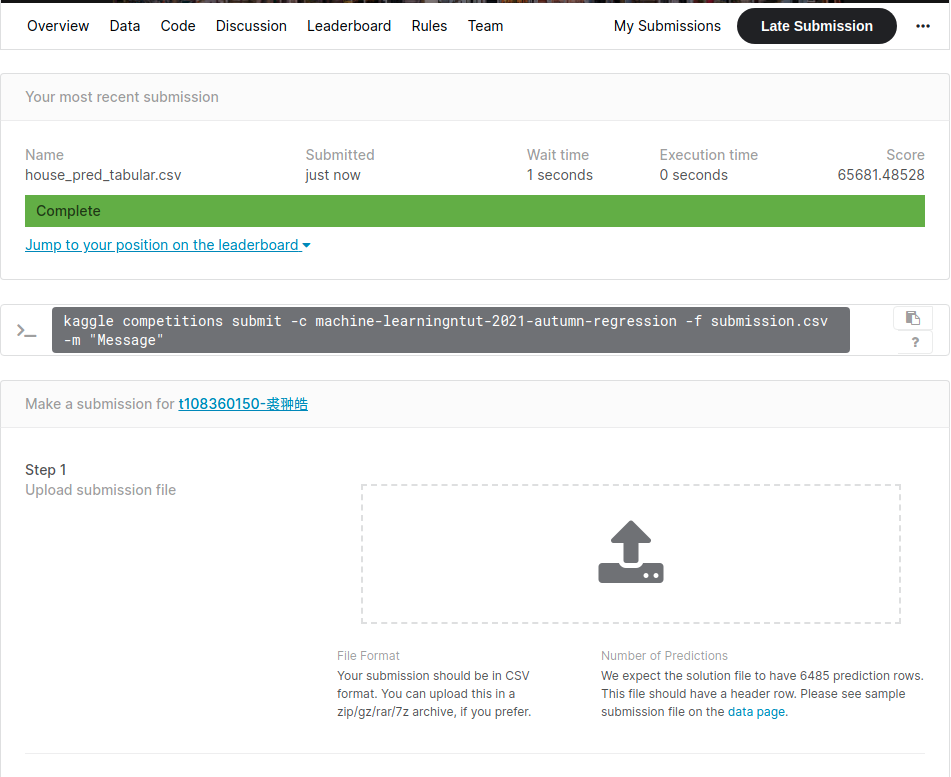 Overview Data Code Discussion Leaderboard Rules Team My Submissions Late Submission •••
Your most recent submission
Name Submitted Wait time Execution time Score
house_pred_tabular.csv just now 1 seconds 0 seconds 65681.48528
Complete
Jump to your position on the leaderboard
>_ kaggle competitions submit -c machine-learningntut-2021-autumn-regression -f submission.csv
-m "Message" ?
Make a submission for t108360150-裘翀皓
Step 1
Upload submission file
File Format
Your submission should be in CSV
format. You can upload this in a
zip/gz/rar/7z archive, if you prefer.
Number of Predictions
We expect the solution file to have 6485 prediction rows.
This file should have a header row. Please see sample
submission file on the data page.